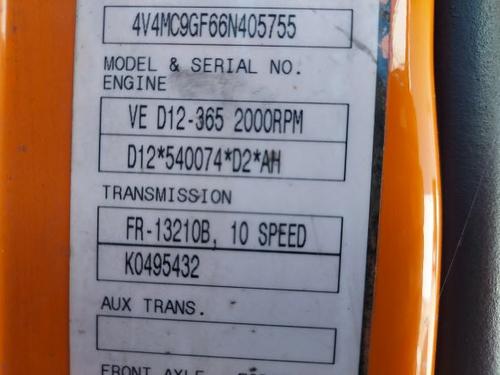 4V4MC9GF66N405755
MODEL & SERIAL NO.
ENGINE
VE D12-365 2000RPM
D12*540074*D2*AH
TRANSMISSION
FR-13210B, 10 SPEED
K0495432
AUX TRANS.
FRONT AXLE